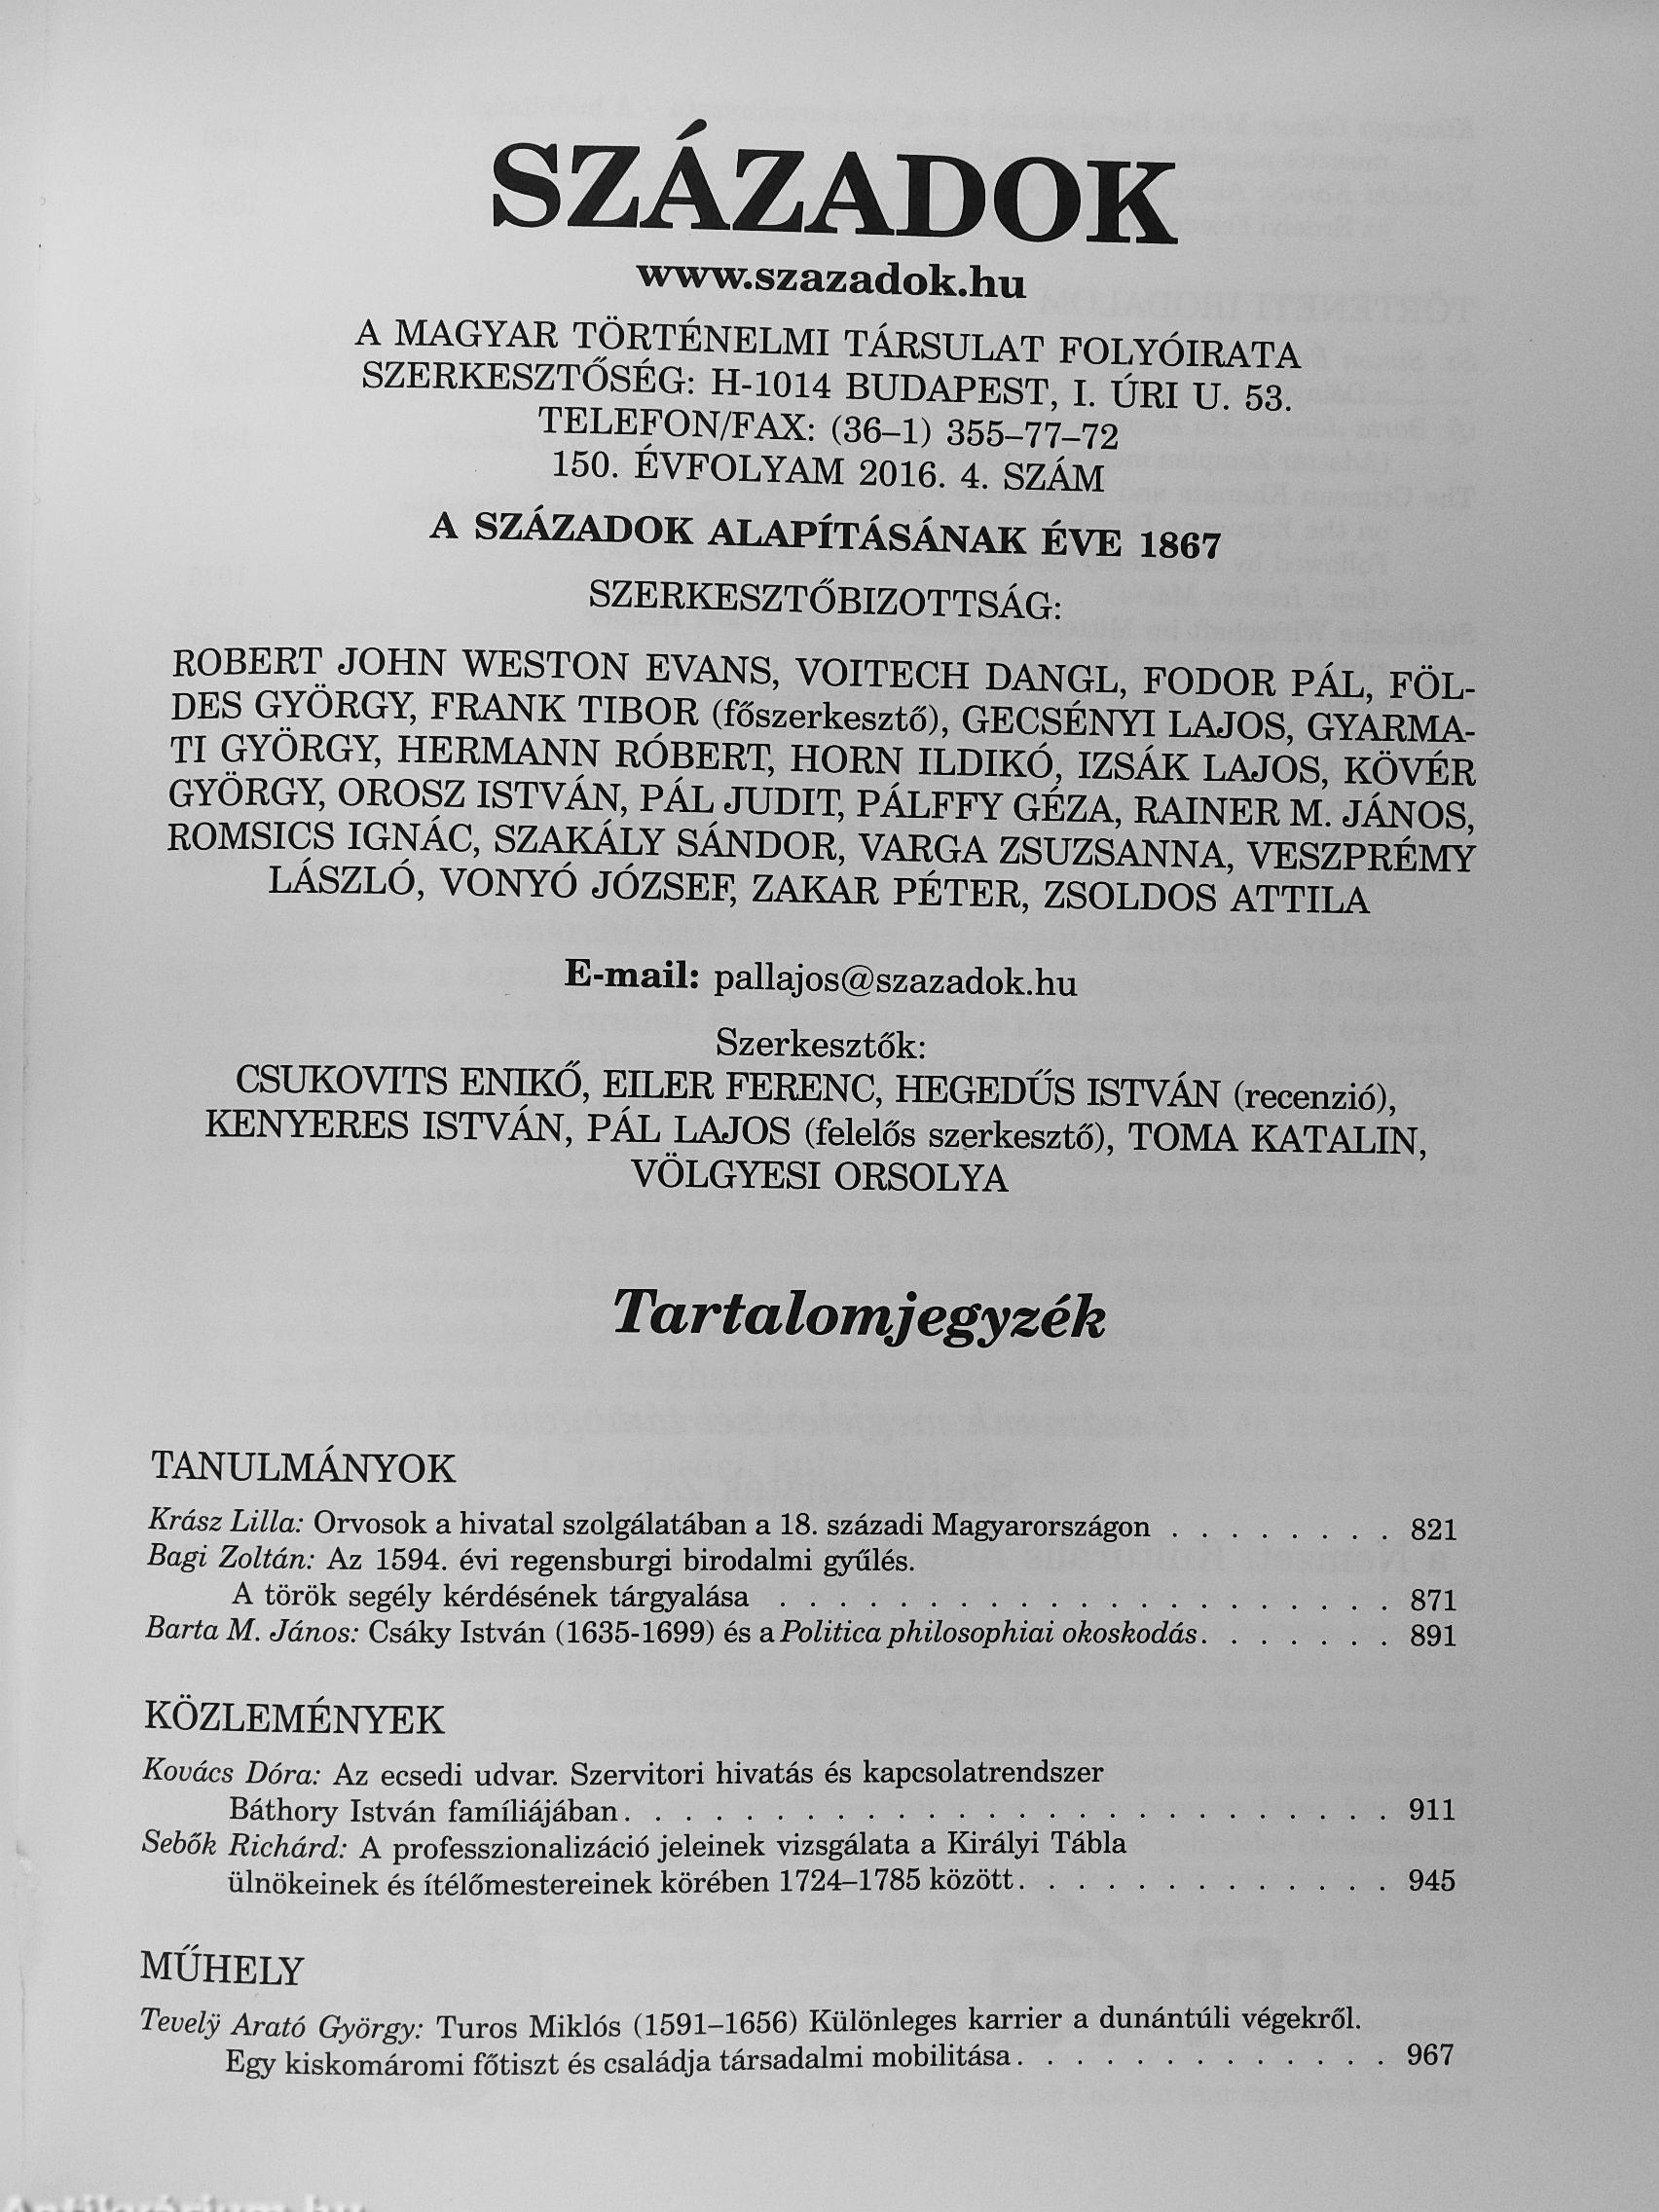 SZÁZADOK
www.szazadok.hu
A MAGYAR TÖRTÉNELMI TÁRSULAT FOLYÓIRATA
SZERKESZTŐSÉG: H-1014 BUDAPEST, I. ÚRI U. 53.
TELEFON/FAX: (36–1) 355–77–72
150. ÉVFOLYAM 2016. 4. SZÁM
A SZÁZADOK ALAPÍTÁSÁNAK ÉVE 1867
SZERKESZTŐBIZOTTSÁG:
ROBERT JOHN WESTON EVANS, VOITECH DANGL, FODOR PÁL, FÖL-
DES GYÖRGY, FRANK TIBOR (főszerkesztő), GECSÉNYI LAJOS, GYARMA-
TI GYÖRGY, HERMANN RÓBERT, HORN ILDIKÓ, IZSÁK LAJOS, KÖVÉR
GYÖRGY, OROSZ ISTVÁN, PÁL JUDIT, PÁLFFY GÉZA, RAINER M. JÁNOS,
ROMSICS IGNÁC, SZAKÁLY SÁNDOR, VARGA ZSUZSANNA, VESZPRÉMY
LÁSZLÓ, VONYÓ JÓZSEF, ZAKAR PÉTER, ZSOLDOS ATTILA
E-mail: pallajos@szazadok.hu
Szerkesztők:
CSUKOVITS ENIKŐ, EILER FERENC, HEGEDŰS ISTVÁN (recenzió),
KENYERES ISTVÁN, PÁL LAJOS (felelős szerkesztő), TOMA KATALIN,
VÖLGYESI ORSOLYA
Tartalomjegyzék
TANULMÁNYOK
Krász Lilla: Orvosok a hivatal szolgálatában a 18. századi Magyarországon . . . . . . . . 821
Bagi Zoltán: Az 1594. évi regensburgi birodalmi gyűlés.
A török segély kérdésének tárgyalása . . . . . . . . . . . . . . . . . . . . . 871
Barta M. János: Csáky István (1635-1699) és a Politica philosophiai okoskodás. . . . . . . 891
KÖZLEMÉNYEK
Kovács Dóra: Az ecsedi udvar. Szervitori hivatás és kapcsolatrendszer
Báthory István famíliájában. . . . . . . . . . . . . . . . . . . . . . . . . . 911
Sebők Richárd: A professzionalizáció jeleinek vizsgálata a Királyi Tábla
ülnökeinek és ítélőmestereinek körében 1724–1785 között. . . . . . . . . . . . . 945
MŰHELY
Tevelÿ Arató György: Turos Miklós (1591–1656) Különleges karrier a dunántúli végekről.
Egy kiskomáromi főtiszt és családja társadalmi mobilitása. . . . . . . . . . . . . 967